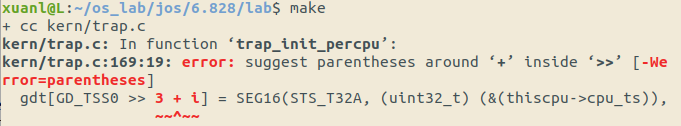 xuanl@L:~/os_lab/jos/6.828/lab$ make
+ cc kern/trap.c
kern/trap.c: In function ‘trap_init_percpu’:
kern/trap.c:169:19: error: suggest parentheses around ‘+’ inside ‘>>’ [-We
rror=parentheses]
  gdt[GD_TSS0 >> 3 + i] = SEG16(STS_T32A, (uint32_t) (&(thiscpu->cpu_ts)),
                 ~~^~~